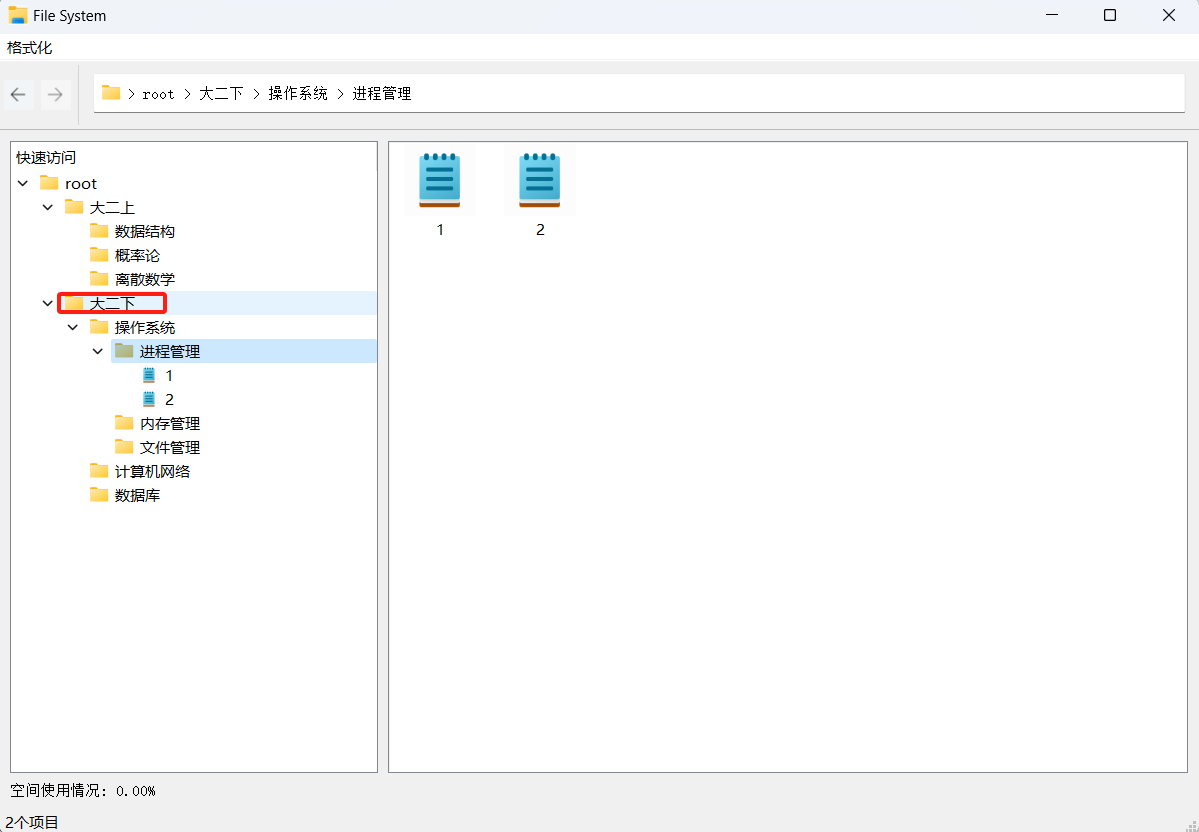 File System
格式化
root > 大二下 > 操作系统 > 进程管理
快速访问
root
大二上
数据结构
概率论
离散数学
大二下
操作系统
进程管理
1
2
内存管理
文件管理
计算机网络
数据库
1
2
空间使用情况: 0.00%
2个项目